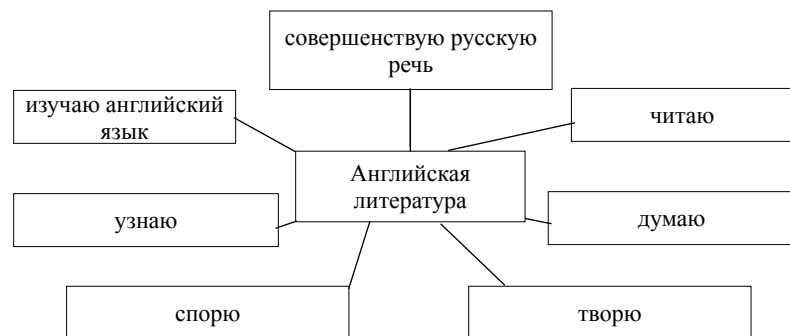 совершенствую русскую
речь
изучаю английский
язык
читаю
Английская
литература
узнаю
думаю
спорю
творю